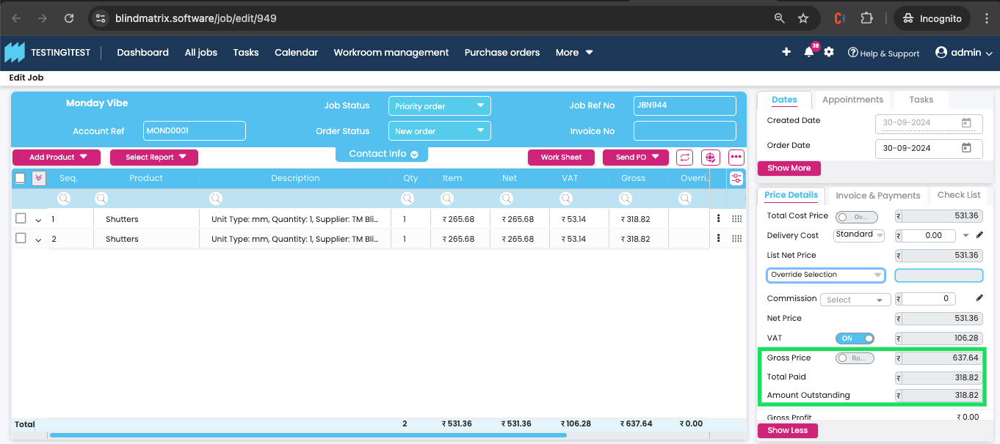 blindmatrix.software/job/edit/949
Incognito
TESTING1TEST Dashboard All jobs Tasks Calendar Workroom management Purchase orders More 38 Help & Support admin
Edit Job
Monday Vibe Job Status Priority order Job Ref No JBN944
Account Ref MOND0001 Order Status New order Invoice No
Contact Info
Add Product Select Report Work Sheet Send PO
Seq. Product Description Qty Item Net VAT Gross Overri..
1 Shutters Unit Type: mm, Quantity: 1, Supplier: TM Bli... 1 ₹ 265.68 ₹ 265.68 ₹ 53.14 ₹ 318.82
2 Shutters Unit Type: mm, Quantity: 1, Supplier: TM Bli... 1 ₹ 265.68 ₹ 265.68 ₹ 53.14 ₹ 318.82
Total 2 ₹ 531.36 ₹ 531.36 ₹ 106.28 ₹ 637.64 ₹ 0.00
Dates Appointments Tasks
Created Date 30-09-2024
Order Date 30-09-2024
Show More
Price Details Invoice & Payments Check List
Total Cost Price Ov... ₹ 531.36
Delivery Cost Standard ₹ 0.00
List Net Price ₹ 531.36
Override Selection
Commission Select ₹ 0
Net Price ₹ 531.36
VAT ON ₹ 106.28
Gross Price Ro... ₹ 637.64
Total Paid ₹ 318.82
Amount Outstanding ₹ 318.82
Gross Profit ₹ 0.00
Show Less